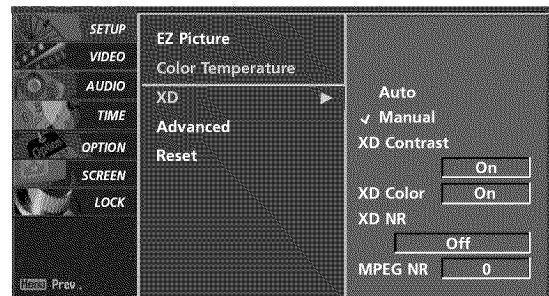 SETUP
VIDEO
AUDIO
TIME
OPTION
SCREEN
LOCK
Menu Prev.
EZ Picture
Color Temperature
XD ▶
Advanced
Reset
Auto
✓ Manual
XD Contrast
On
XD Color On
XD NR
Off
MPEG NR 0